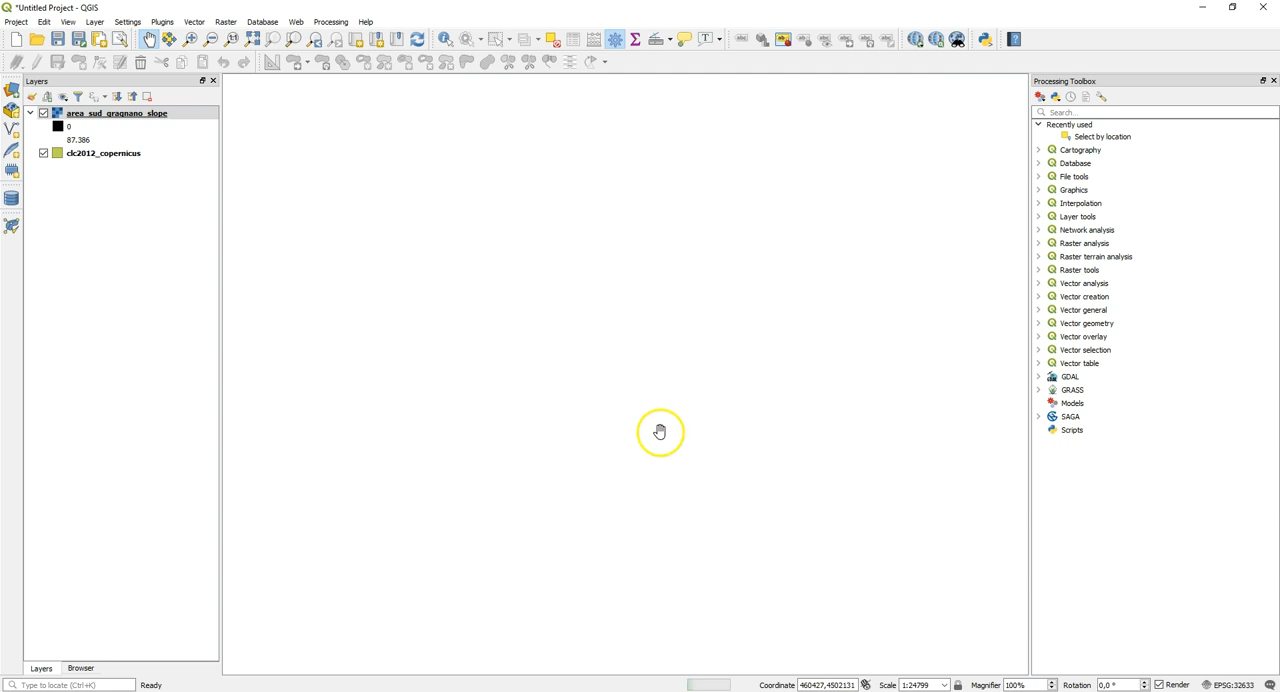 *Untitled Project - QGIS
Project Edit View Layer Settings Plugins Vector Raster Database Web Processing Help
Layers
area_sud_gragnano_slope
0
87.386
clc2012_copernicus
Layers Browser
Processing Toolbox
Search...
Recently used
Select by location
Cartography
Database
File tools
Graphics
Interpolation
Layer tools
Network analysis
Raster analysis
Raster terrain analysis
Raster tools
Vector analysis
Vector creation
Vector general
Vector geometry
Vector overlay
Vector selection
Vector table
GDAL
GRASS
Models
SAGA
Scripts
Type to locate (Ctrl+K) Ready Coordinate 460427,4502131 Scale 1:24799 Magnifier 100% Rotation 0,0 ° Render EPSG:32633